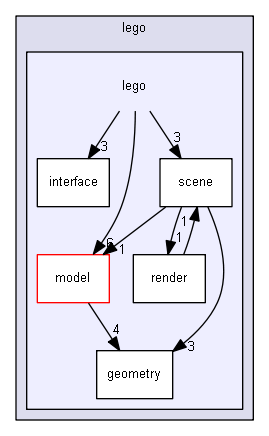 lego
lego
3
3
interface
scene
6
1
1
1
model
render
4
3
geometry